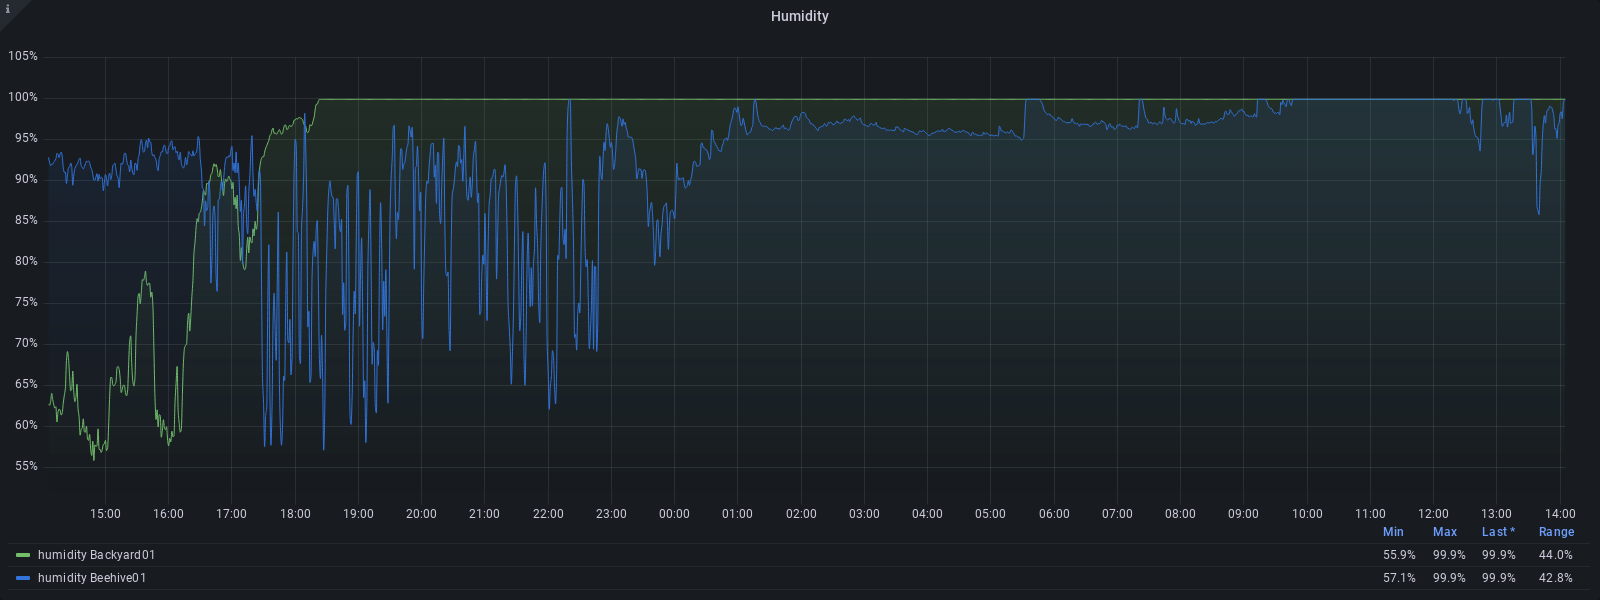 i
Humidity
105%
100%
95%
90%
85%
80%
75%
70%
65%
60%
55%
15:00 16:00 17:00 18:00 19:00 20:00 21:00 22:00 23:00 00:00 01:00 02:00 03:00 04:00 05:00 06:00 07:00 08:00 09:00 10:00 11:00 12:00 13:00 14:00
Min Max Last * Range
humidity Backyard01 55.9% 99.9% 99.9% 44.0%
humidity Beehive01 57.1% 99.9% 99.9% 42.8%